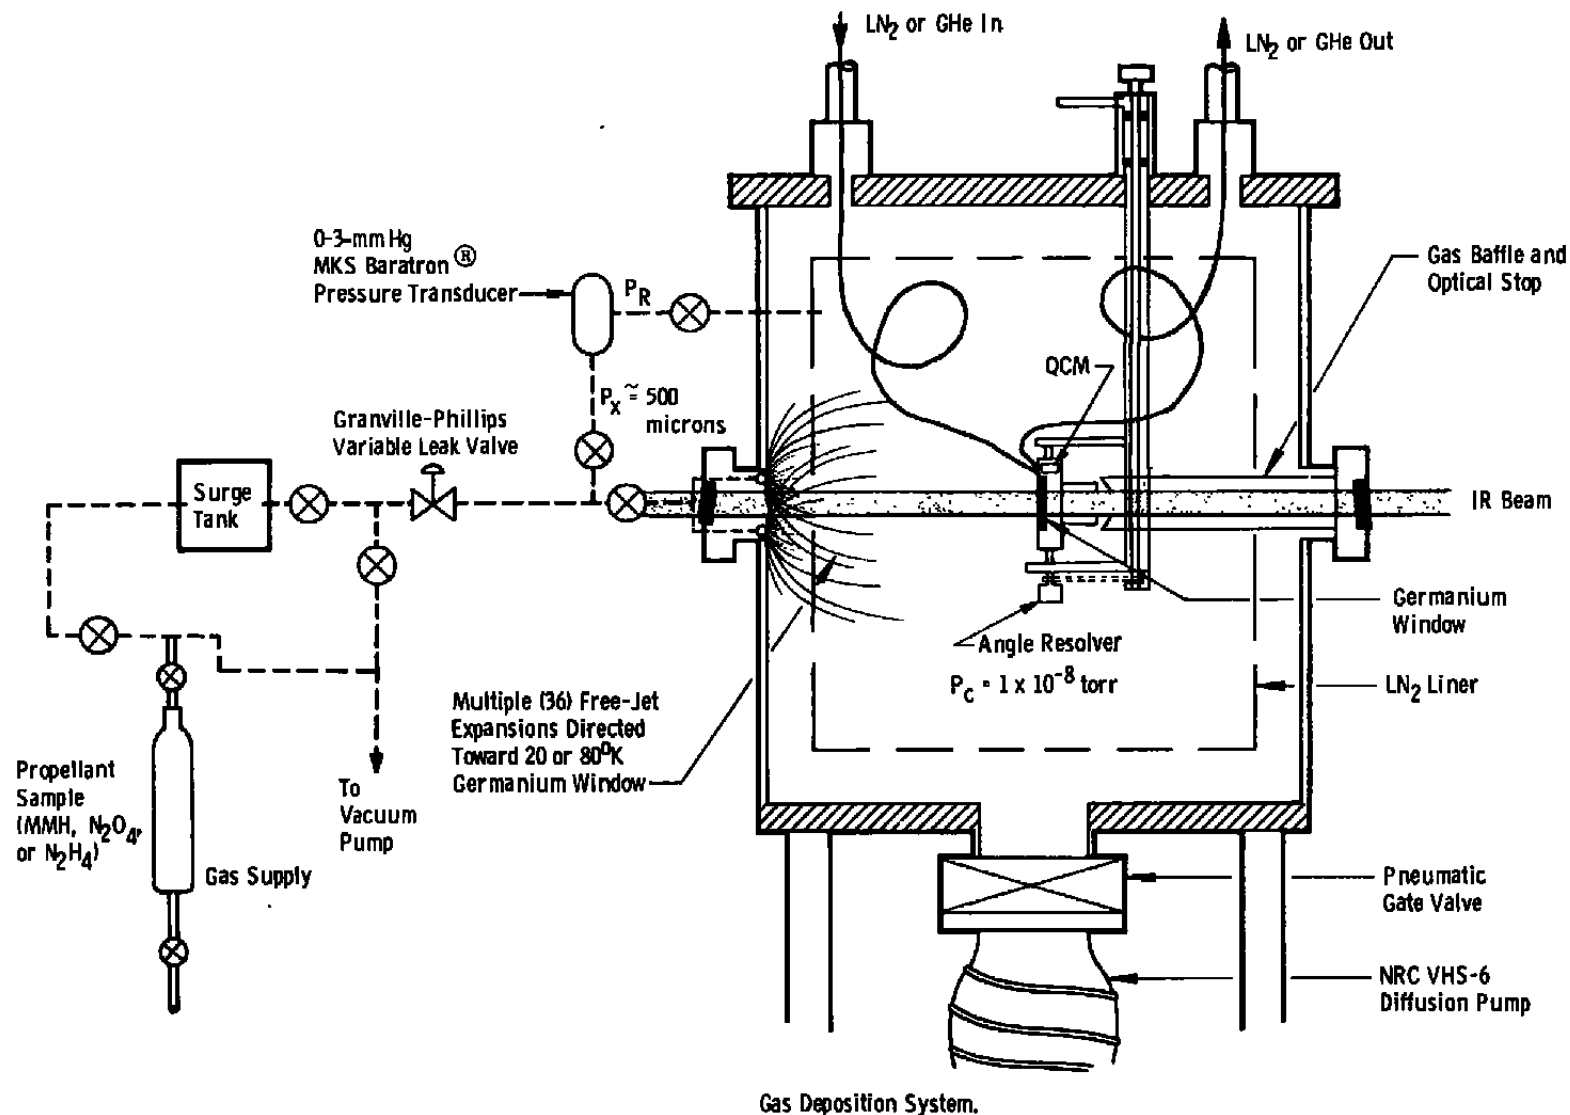 LN₂ or GHe In
LN₂ or GHe Out
0-3-mm Hg
MKS Baratron ®
Pressure Transducer
P_R
Gas Baffle and
Optical Stop
QCM
P_x ≈ 500
microns
Granville-Phillips
Variable Leak Valve
Surge
Tank
IR Beam
Germanium
Window
Angle Resolver
P_C = 1 x 10⁻⁸ torr
LN₂ Liner
Multiple (36) Free-Jet
Expansions Directed
Toward 20 or 80⁰K
Germanium Window
Propellant
Sample
(MMH, N₂O₄,
or N₂H₄)
To
Vacuum
Pump
Gas Supply
Pneumatic
Gate Valve
NRC VHS-6
Diffusion Pump
Gas Deposition System.